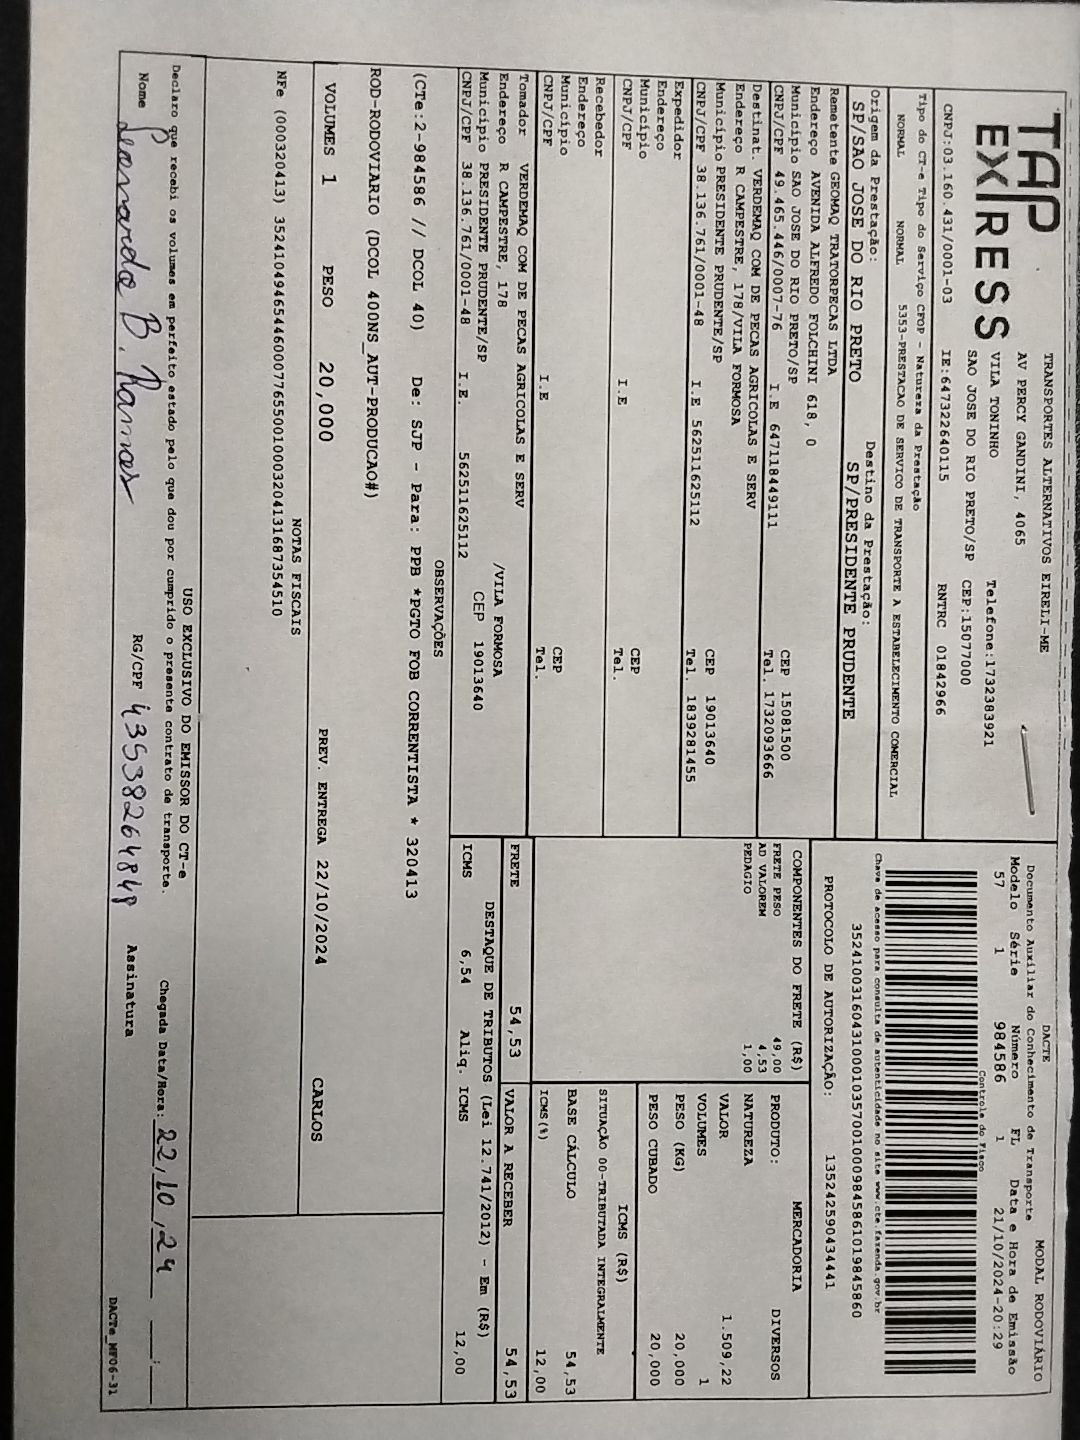 TAP
EXPRESS
TRANSPORTES ALTERNATIVOS EIRELI-ME
AV PERCY GANDINI, 4065
VILA TONINHO Telefone:1732383921
SAO JOSE DO RIO PRETO/SP CEP:15077000
CNPJ:03.160.431/0001-03 IE:647322640115 RNTRC 01842966
DACTE MODAL RODOVIÁRIO
Documento Auxiliar do Conhecimento de Transporte
Modelo Série Número FL Data e Hora de Emissão
57 1 984586 1 21/10/2024-20:29
Controle do Fisco
Chave de acesso para consulta de autenticidade no site www.cte.fazenda.gov.br
35241003160431000103570010009845861019845860
PROTOCOLO DE AUTORIZAÇÃO: 135242590434441
Tipo do CT-e Tipo do Serviço CFOP - Natureza da Prestação
NORMAL NORMAL 5353-PRESTACAO DE SERVICO DE TRANSPORTE A ESTABELECIMENTO COMERCIAL
Origem da Prestação: Destino da Prestação:
SP/SAO JOSE DO RIO PRETO SP/PRESIDENTE PRUDENTE
Remetente GEOMAQ TRATORPECAS LTDA
Endereço AVENIDA ALFREDO FOLCHINI 618, 0
Município SAO JOSE DO RIO PRETO/SP CEP 15081500
CNPJ/CPF 49.465.446/0007-76 I.E 647118449111 Tel. 1732093666
Destinat. VERDEMAQ COM DE PECAS AGRICOLAS E SERV
Endereço R CAMPESTRE, 178/VILA FORMOSA
Município PRESIDENTE PRUDENTE/SP CEP 19013640
CNPJ/CPF 38.136.761/0001-48 I.E 562511625112 Tel. 1839281455
Expedidor
Endereço
Município CEP
CNPJ/CPF I.E Tel.
Recebedor
Endereço
Município CEP
CNPJ/CPF I.E Tel.
Tomador VERDEMAQ COM DE PECAS AGRICOLAS E SERV
Endereço R CAMPESTRE, 178 /VILA FORMOSA
Município PRESIDENTE PRUDENTE/SP CEP 19013640
CNPJ/CPF 38.136.761/0001-48 I.E. 562511625112
COMPONENTES DO FRETE (R$)
FRETE PESO 49,00
AD VALOREM 4,53
PEDAGIO 1,00
MERCADORIA
PRODUTO: DIVERSOS
NATUREZA
VALOR 1.509,22
VOLUMES 1
PESO (KG) 20,000
PESO CUBADO 20,000
ICMS (R$)
SITUAÇÃO 00-TRIBUTADA INTEGRALMENTE
BASE CÁLCULO 54,53
ICMS(%) 12,00
FRETE 54,53 VALOR A RECEBER 54,53
DESTAQUE DE TRIBUTOS (Lei 12.741/2012) - Em (R$)
ICMS 6,54 Aliq. ICMS 12,00
OBSERVAÇÕES
(CTe:2-984586 // DCOL 40) De: SJP - Para: PPB *PGTO FOB CORRENTISTA * 320413
ROD-RODOVIARIO (DCOL 400NS_AUT-PRODUCAO#)
VOLUMES 1 PESO 20,000 PREV. ENTREGA 22/10/2024 CARLOS
NOTAS FISCAIS
NFe (000320413) 35241049465446000776550010003204131687354510
USO EXCLUSIVO DO EMISSOR DO CT-e
Declaro que recebi os volumes em perfeito estado pelo que dou por cumprido o presente contrato de transporte. Chegada Data/Hora: 22/10/24 __:__
Nome Leonardo B. Ramos RG/CPF 43538264848 Assinatura
DACTe_MF06-31